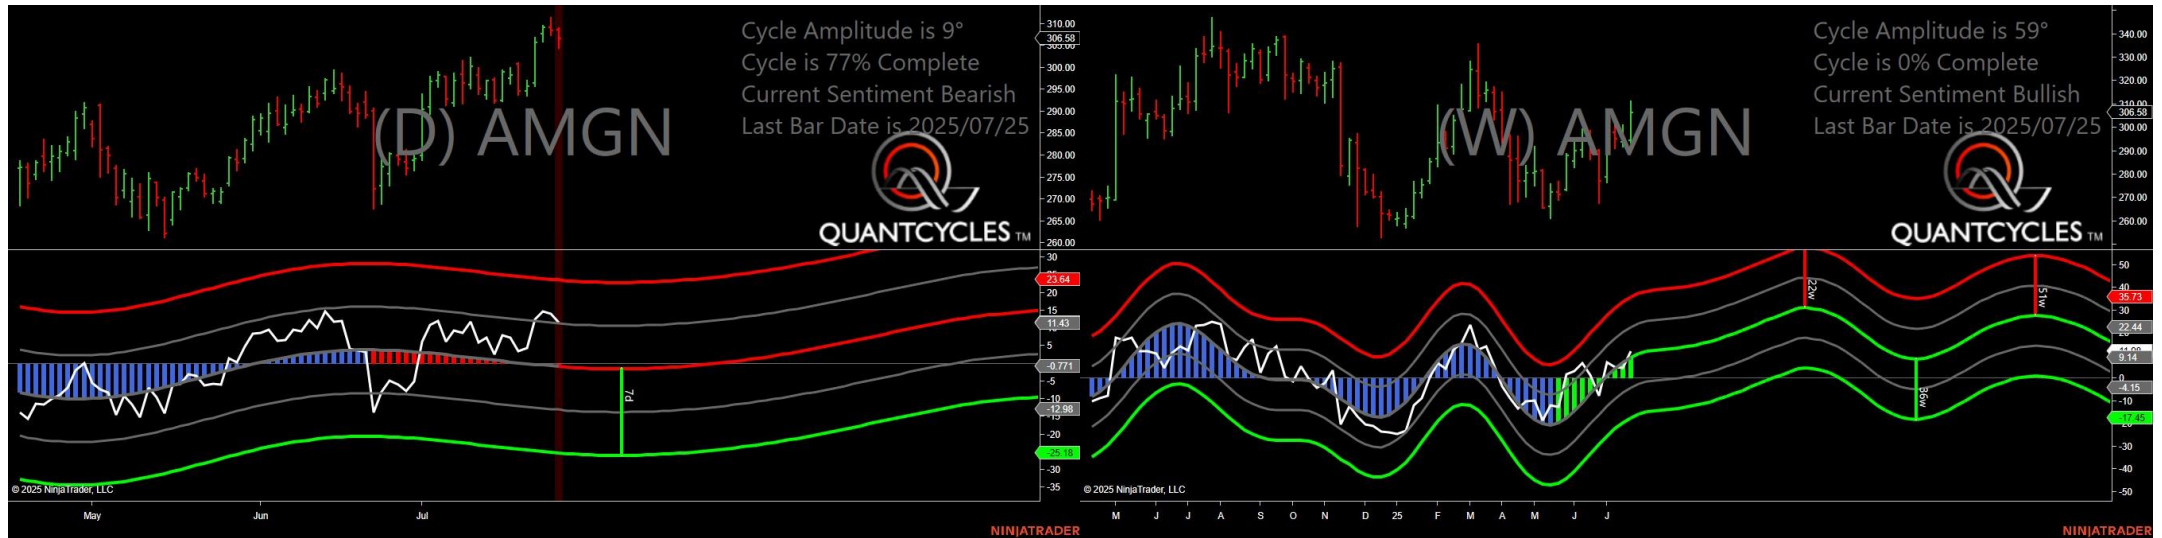 Cycle Amplitude is 9°
Cycle is 77% Complete
Current Sentiment Bearish
Last Bar Date is 2025/07/25
(D) AMGN
QUANTCYCLES TM
310.00
306.58
305.00
300.00
295.00
290.00
285.00
280.00
275.00
270.00
265.00
260.00
30
23.64
20
15
11.43
5
-0.771
-5
-10
-12.98
-20
-25.18
-30
-35
7d
© 2025 NinjaTrader, LLC
May Jun Jul
NINJATRADER
Cycle Amplitude is 59°
Cycle is 0% Complete
Current Sentiment Bullish
Last Bar Date is 2025/07/25
(W) AMGN
QUANTCYCLES TM
340.00
330.00
320.00
310.00
306.58
300.00
290.00
280.00
270.00
260.00
50
40
35.73
30
22.44
9.14
0
-4.15
-10
-17.45
-30
-40
-50
22w
86w
51w
© 2025 NinjaTrader, LLC
M J J A S O N D 25 F M A M J J
NINJATRADER